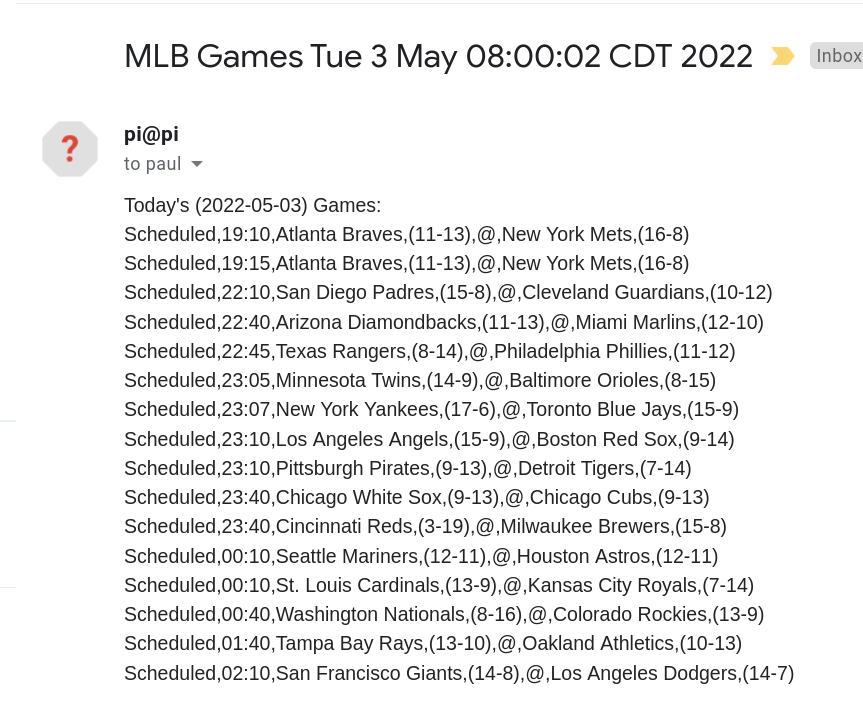 MLB Games Tue 3 May 08:00:02 CDT 2022
Inbox
?
pi@pi
to paul
Today's (2022-05-03) Games:
Scheduled,19:10,Atlanta Braves,(11-13),@,New York Mets,(16-8)
Scheduled,19:15,Atlanta Braves,(11-13),@,New York Mets,(16-8)
Scheduled,22:10,San Diego Padres,(15-8),@,Cleveland Guardians,(10-12)
Scheduled,22:40,Arizona Diamondbacks,(11-13),@,Miami Marlins,(12-10)
Scheduled,22:45,Texas Rangers,(8-14),@,Philadelphia Phillies,(11-12)
Scheduled,23:05,Minnesota Twins,(14-9),@,Baltimore Orioles,(8-15)
Scheduled,23:07,New York Yankees,(17-6),@,Toronto Blue Jays,(15-9)
Scheduled,23:10,Los Angeles Angels,(15-9),@,Boston Red Sox,(9-14)
Scheduled,23:10,Pittsburgh Pirates,(9-13),@,Detroit Tigers,(7-14)
Scheduled,23:40,Chicago White Sox,(9-13),@,Chicago Cubs,(9-13)
Scheduled,23:40,Cincinnati Reds,(3-19),@,Milwaukee Brewers,(15-8)
Scheduled,00:10,Seattle Mariners,(12-11),@,Houston Astros,(12-11)
Scheduled,00:10,St. Louis Cardinals,(13-9),@,Kansas City Royals,(7-14)
Scheduled,00:40,Washington Nationals,(8-16),@,Colorado Rockies,(13-9)
Scheduled,01:40,Tampa Bay Rays,(13-10),@,Oakland Athletics,(10-13)
Scheduled,02:10,San Francisco Giants,(14-8),@,Los Angeles Dodgers,(14-7)